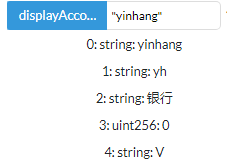 displayAcco... "yinhang"
0: string: yinhang
1: string: yh
2: string: 银行
3: uint256: 0
4: string: V